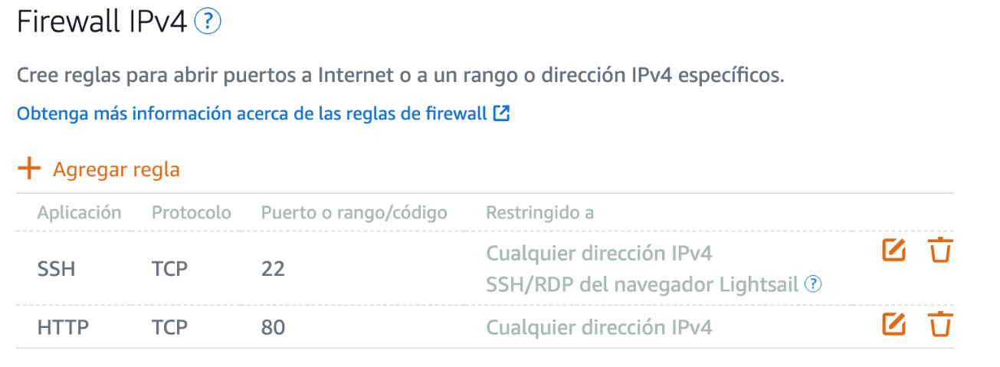 Firewall IPv4 ?
Cree reglas para abrir puertos a Internet o a un rango o dirección IPv4 específicos.
Obtenga más información acerca de las reglas de firewall
+ Agregar regla
Aplicación Protocolo Puerto o rango/código Restringido a
SSH TCP 22 Cualquier dirección IPv4
SSH/RDP del navegador Lightsail ?
HTTP TCP 80 Cualquier dirección IPv4